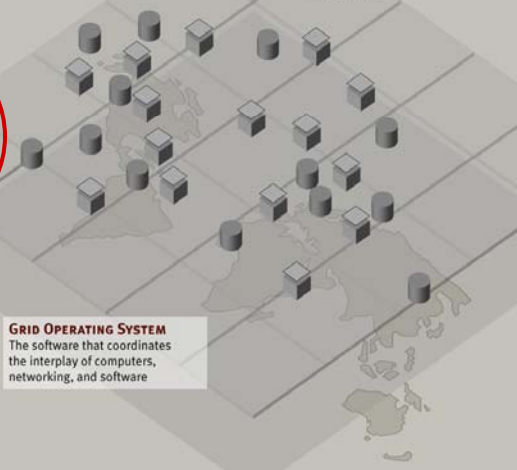 GRID OPERATING SYSTEM
The software that coordinates
the interplay of computers,
networking, and software